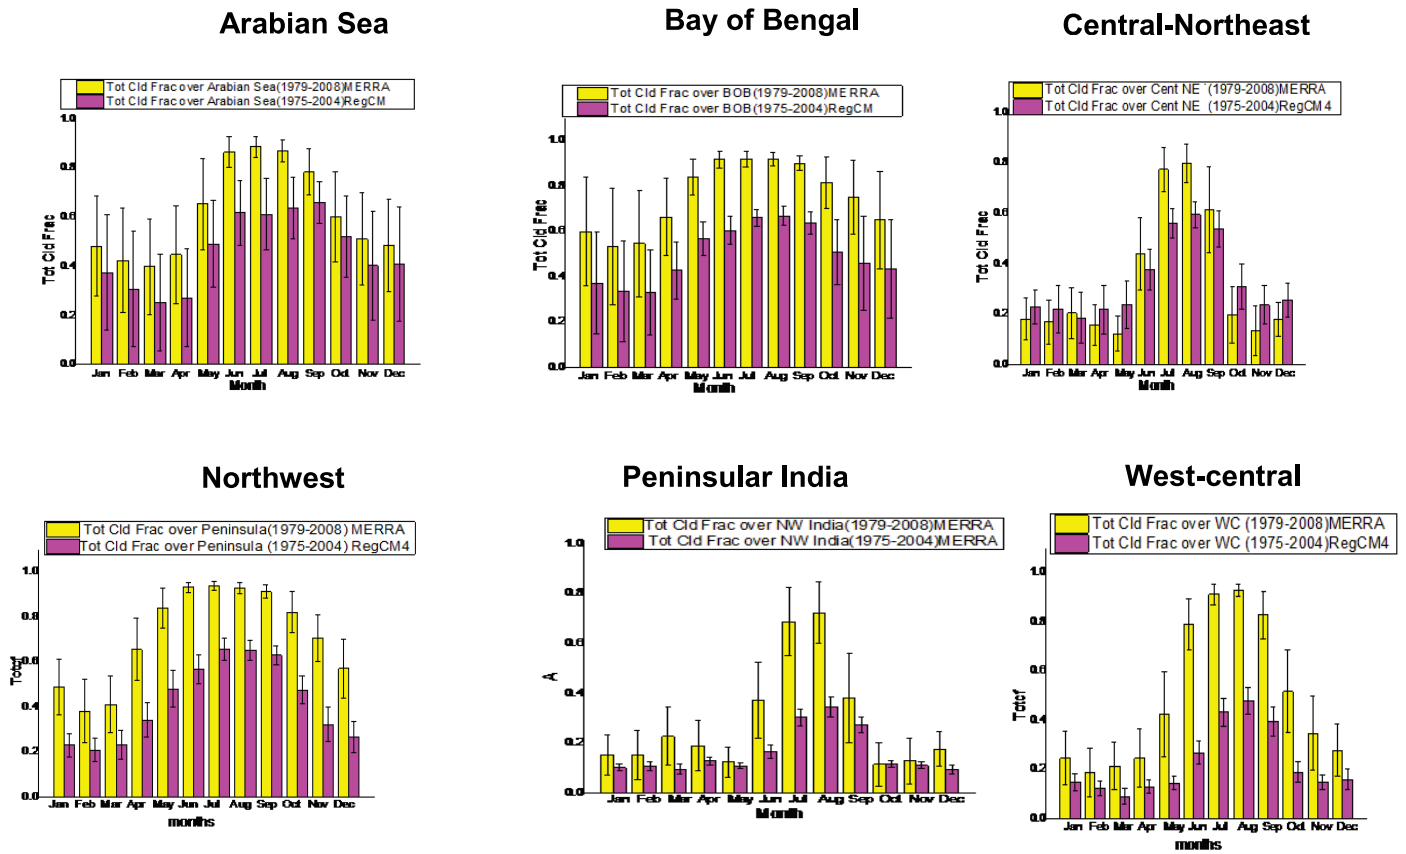 Arabian Sea
Tot Cld Frac over Arabian Sea(1979-2008)MERRA
Tot Cld Frac over Arabian Sea(1975-2004)RegCM
Tot Cld Frac
1.0
0.8
0.6
0.4
0.2
0.0
Jan Feb Mar Apr May Jun Jul Aug Sep Oct Nov Dec
Month
Bay of Bengal
Tot Cld Frac over BOB(1979-2008)MERRA
Tot Cld Frac over BOB(1975-2004)RegCM
Tot Cld Frac
1.0
0.8
0.6
0.4
0.2
0.0
Jan Feb Mar Apr May Jun Jul Aug Sep Oct Nov Dec
Month
Central-Northeast
Tot Cld Frac over Cent NE (1979-2008)MERRA
Tot Cld Frac over Cent NE (1975-2004)RegCM4
Tot Cld Frac
1.0
0.8
0.6
0.4
0.2
0.0
Jan Feb Mar Apr May Jun Jul Aug Sep Oct Nov Dec
Month
Northwest
Tot Cld Frac over Peninsula(1979-2008) MERRA
Tot Cld Frac over Peninsula (1975-2004) RegCM4
Totcf
1.0
0.8
0.6
0.4
0.2
0.0
Jan Feb Mar Apr May Jun Jul Aug Sep Oct Nov Dec
months
Peninsular India
Tot Cld Frac over NW India(1979-2008)MERRA
Tot Cld Frac over NW India(1975-2004)MERRA
A
1.0
0.8
0.6
0.4
0.2
0.0
Jan Feb Mar Apr May Jun Jul Aug Sep Oct Nov Dec
Month
West-central
Tot Cld Frac over WC (1979-2008)MERRA
Tot Cld Frac over WC (1975-2004)RegCM4
Totcf
1.0
0.8
0.6
0.4
0.2
0.0
Jan Feb Mar Apr May Jun Jul Aug Sep Oct Nov Dec
months